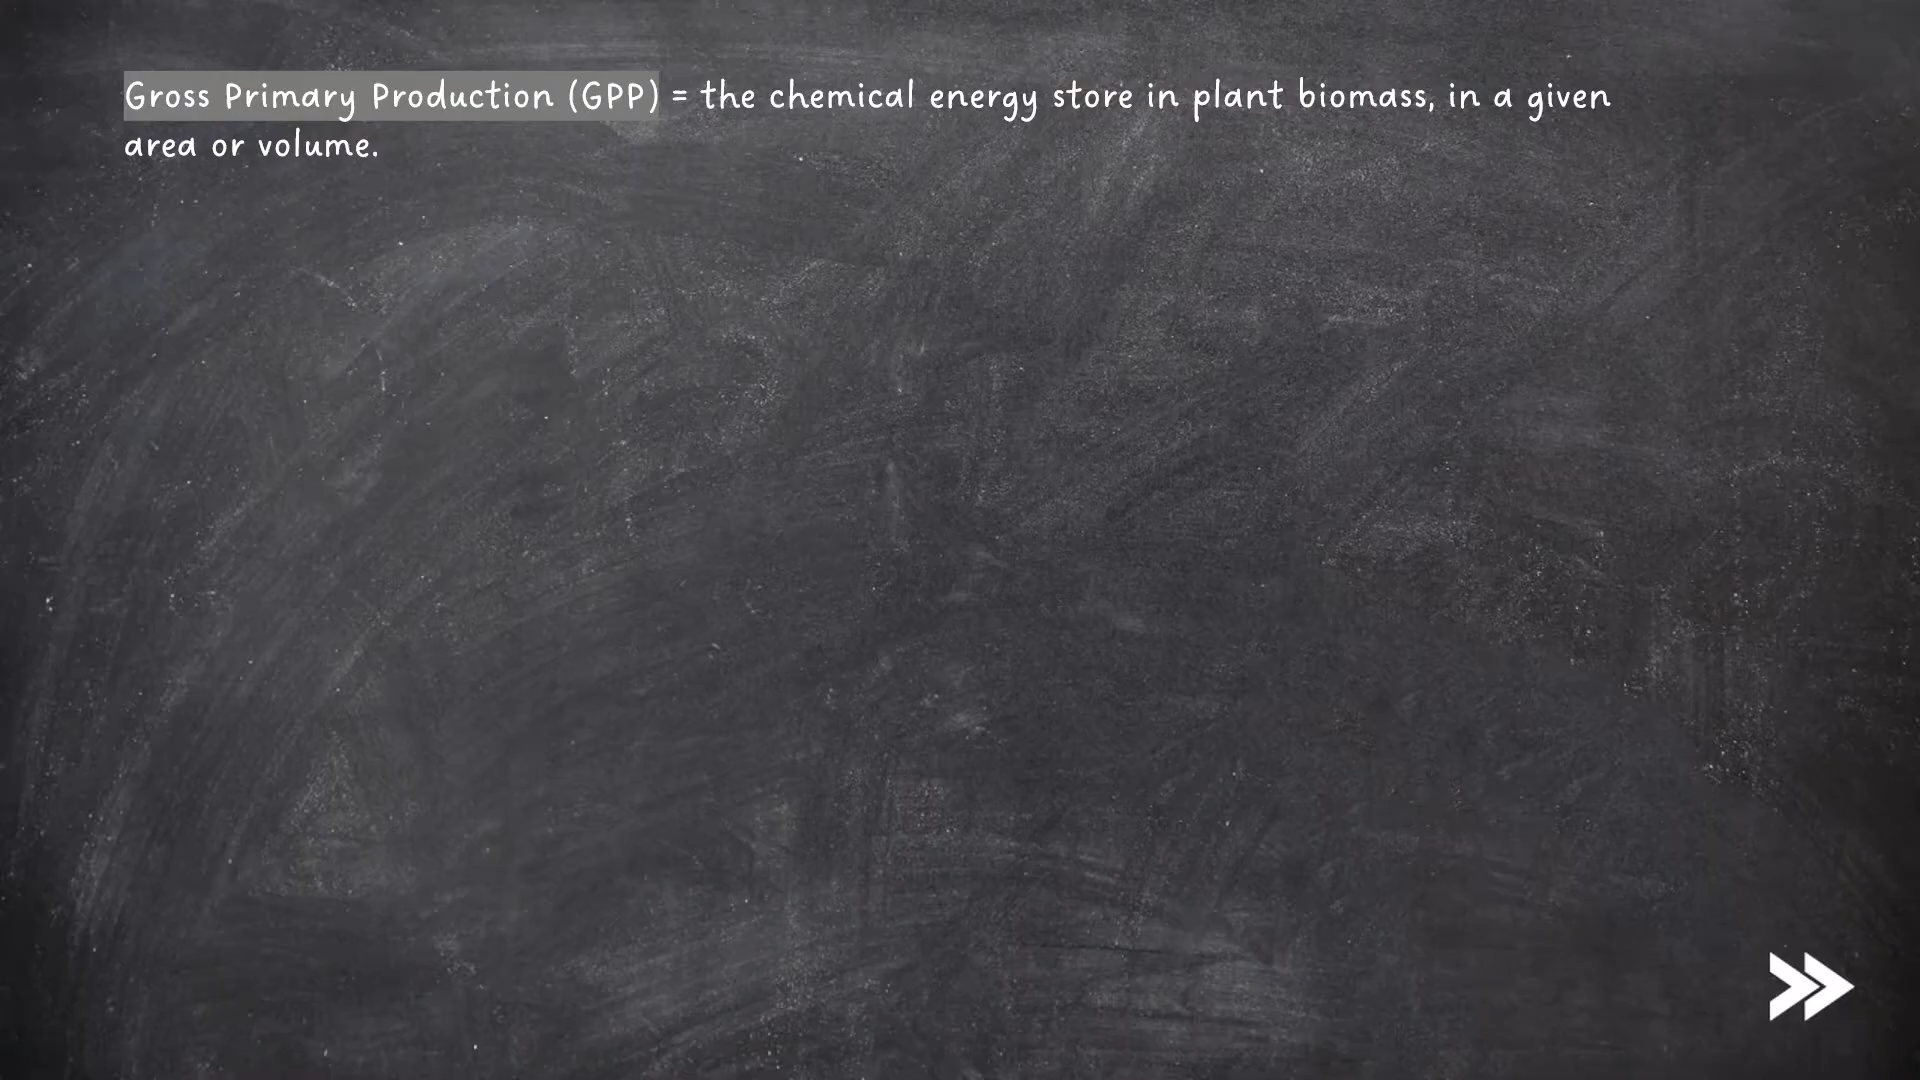 Gross Primary Production (GPP) = the chemical energy store in plant biomass, in a given
area or volume.